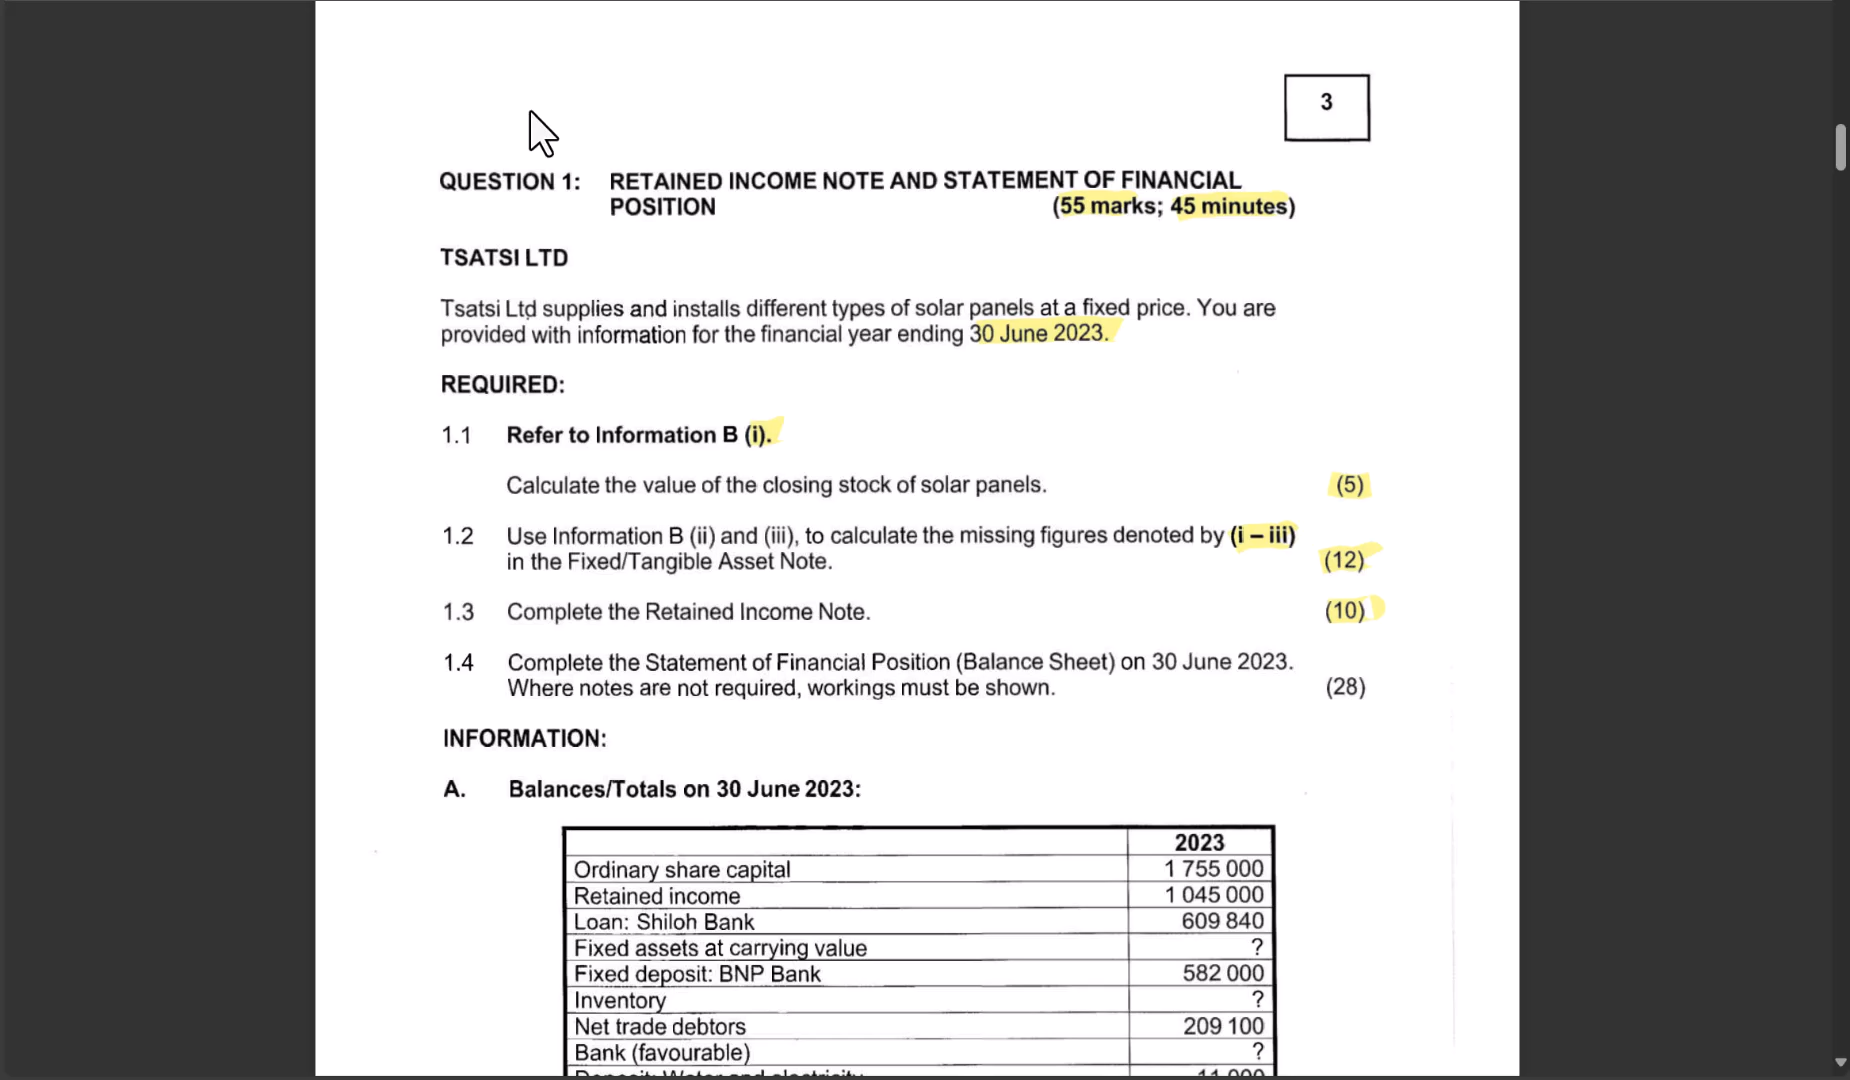 3
QUESTION 1: RETAINED INCOME NOTE AND STATEMENT OF FINANCIAL
POSITION (55 marks; 45 minutes)
TSATSI LTD
Tsatsi Ltd supplies and installs different types of solar panels at a fixed price. You are
provided with information for the financial year ending 30 June 2023.
REQUIRED:
1.1 Refer to Information B (i).
Calculate the value of the closing stock of solar panels. (5)
1.2 Use Information B (ii) and (iii), to calculate the missing figures denoted by (i – iii)
in the Fixed/Tangible Asset Note. (12)
1.3 Complete the Retained Income Note. (10)
1.4 Complete the Statement of Financial Position (Balance Sheet) on 30 June 2023.
Where notes are not required, workings must be shown. (28)
INFORMATION:
A. Balances/Totals on 30 June 2023:
2023
Ordinary share capital 1 755 000
Retained income 1 045 000
Loan: Shiloh Bank 609 840
Fixed assets at carrying value ?
Fixed deposit: BNP Bank 582 000
Inventory ?
Net trade debtors 209 100
Bank (favourable) ?
Deposit: Water and electricity 11 000